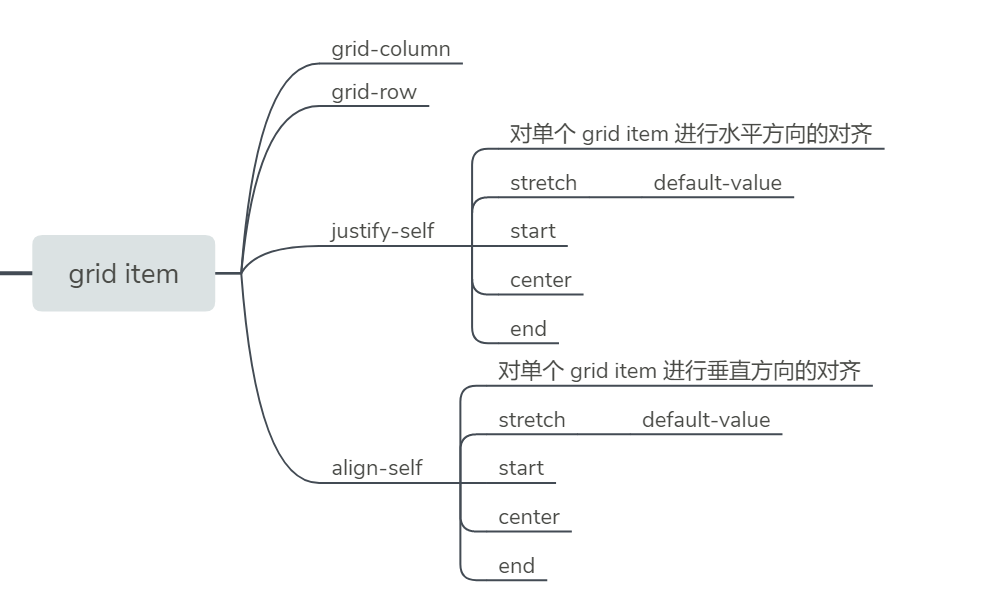 grid item
grid-column
grid-row
justify-self
对单个 grid item 进行水平方向的对齐
stretch default-value
start
center
end
align-self
对单个 grid item 进行垂直方向的对齐
stretch default-value
start
center
end